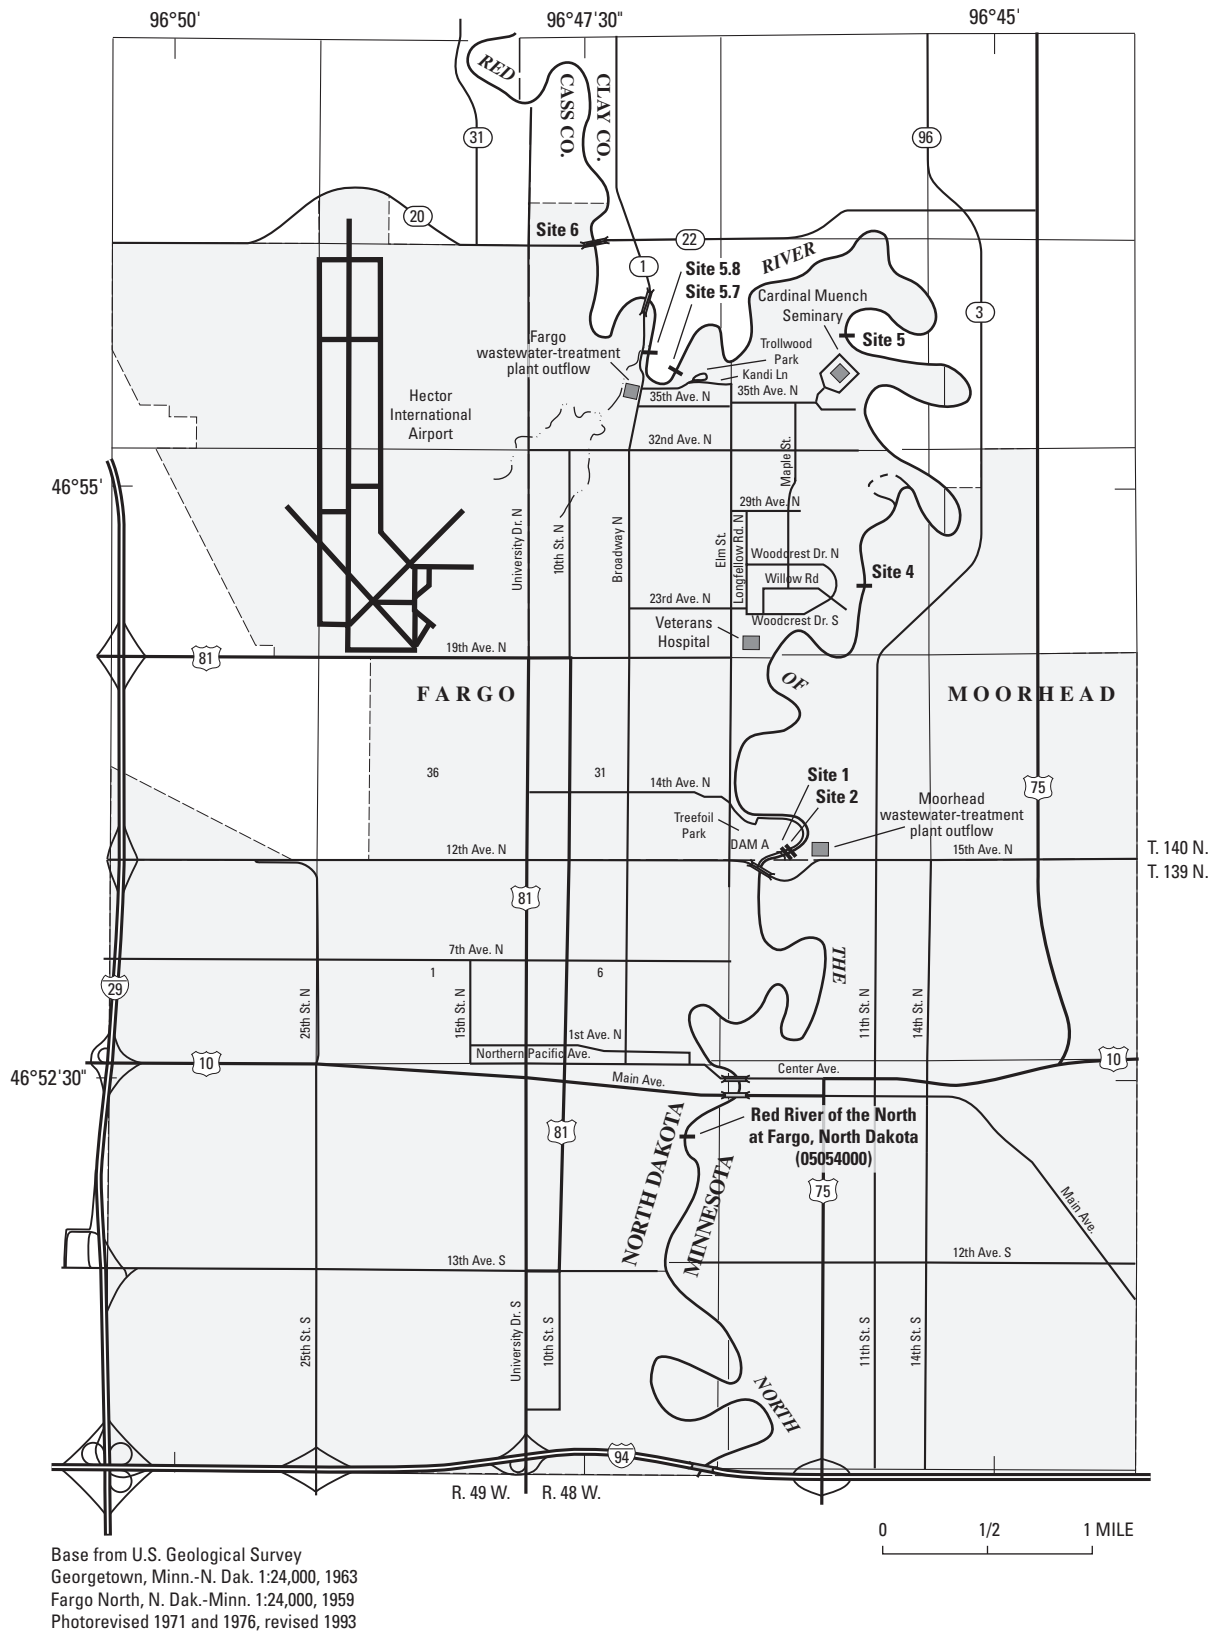 96°50'
96°47'30"
96°45'
RED
CASS CO.
CLAY CO.
31
96
20
Site 6
22
1
Site 5.8
Site 5.7
RIVER
Cardinal Muench
Seminary
3
Site 5
Fargo
wastewater-treatment
plant outflow
Trollwood
Park
Kandi Ln
35th Ave. N
35th Ave. N
Hector
International
Airport
32nd Ave. N
Maple St.
46°55'
29th Ave. N
University Dr. N
10th St. N
Broadway N
Elm St.
Longfellow Rd. N
Woodcrest Dr. N
Willow Rd
Site 4
23rd Ave. N
Woodcrest Dr. S
Veterans
Hospital
19th Ave. N
81
OF
FARGO
MOORHEAD
36
31
14th Ave. N
Site 1
Site 2
75
Treefoil
Park
DAM A
Moorhead
wastewater-treatment
plant outflow
12th Ave. N
15th Ave. N
T. 140 N.
T. 139 N.
81
7th Ave. N
THE
1
6
29
25th St. N
15th St. N
11th St. N
14th St. N
1st Ave. N
Northern Pacific Ave.
10
10
46°52'30"
Center Ave.
Main Ave.
Red River of the North
at Fargo, North Dakota
(05054000)
81
NORTH DAKOTA
MINNESOTA
75
Main Ave.
13th Ave. S
12th Ave. S
25th St. S
University Dr. S
10th St. S
11th St. S
14th St. S
NORTH
94
R. 49 W.
R. 48 W.
0
1/2
1 MILE
Base from U.S. Geological Survey
Georgetown, Minn.-N. Dak. 1:24,000, 1963
Fargo North, N. Dak.-Minn. 1:24,000, 1959
Photorevised 1971 and 1976, revised 1993